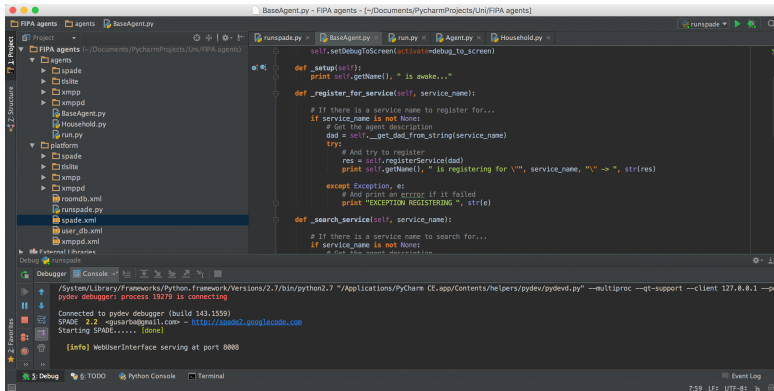 BaseAgent.py - FIPA agents - [~/Documents/PycharmProjects/Uni/FIPA agents]
FIPA agents
agents
BaseAgent.py
runspade
Project
runspade.py ×
BaseAgent.py ×
run.py ×
Agent.py ×
Household.py ×
1: Project
Z: Structure
2: Favorites
FIPA agents (~/Documents/PycharmProjects/Uni/FIPA agents)
agents
spade
tlslite
xmpp
xmppd
BaseAgent.py
Household.py
run.py
platform
spade
tlslite
xmpp
xmppd
roomdb.xml
runspade.py
spade.xml
user_db.xml
xmppd.xml
External Libraries
self.setDebugToScreen(activate=debug_to_screen)
def _setup(self):
print self.getName(), " is awake..."
def _register_for_service(self, service_name):
# If there is a service name to register for...
if service_name is not None:
# Get the agent description
dad = self.__get_dad_from_string(service_name)
try:
# And try to register
res = self.registerService(dad)
print self.getName(), " is registering for \"", service_name, "\" -> ", str(res)
except Exception, e:
# And print an errror if it failed
print "EXCEPTION REGISTERING ", str(e)
def _search_service(self, service_name):
# If there is a service name to search for...
if service_name is not None:
# Get the agent description
Debug runspade
Debugger
Console
/System/Library/Frameworks/Python.framework/Versions/2.7/bin/python2.7 "/Applications/PyCharm CE.app/Contents/helpers/pydev/pydevd.py" --multiproc --qt-support --client 127.0.0.1
pydev debugger: process 19279 is connecting
Connected to pydev debugger (build 143.1559)
SPADE 2.2 <gusarba@gmail.com> - http://spade2.googlecode.com
Starting SPADE...... [done]
[info] WebUserInterface serving at port 8008
5: Debug
6: TODO
Python Console
Terminal
Event Log
7:59 LF÷ UTF-8÷